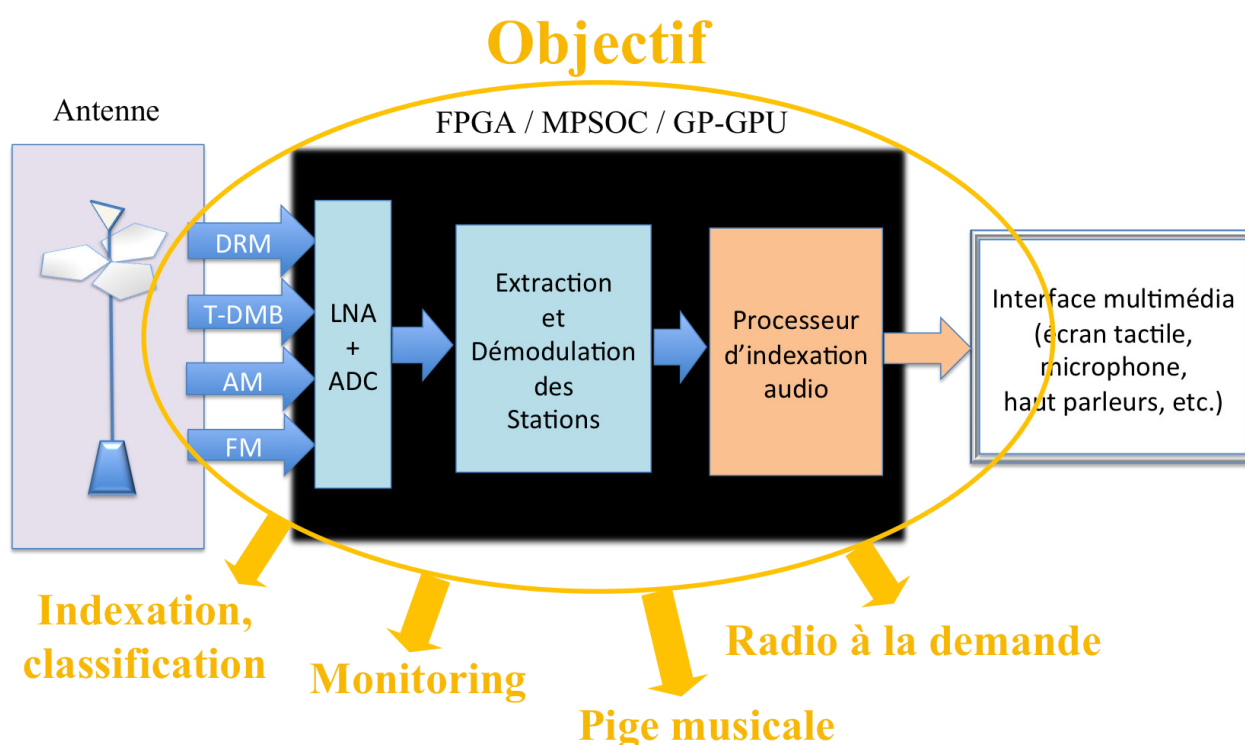 Objectif
Antenne
FPGA / MPSOC / GP-GPU
DRM
T-DMB
AM
FM
LNA
+
ADC
Extraction
et
Démodulation
des
Stations
Processeur
d’indexation
audio
Interface multimédia
(écran tactile,
microphone,
haut parleurs, etc.)
Indexation,
classification
Monitoring
Pige musicale
Radio à la demande